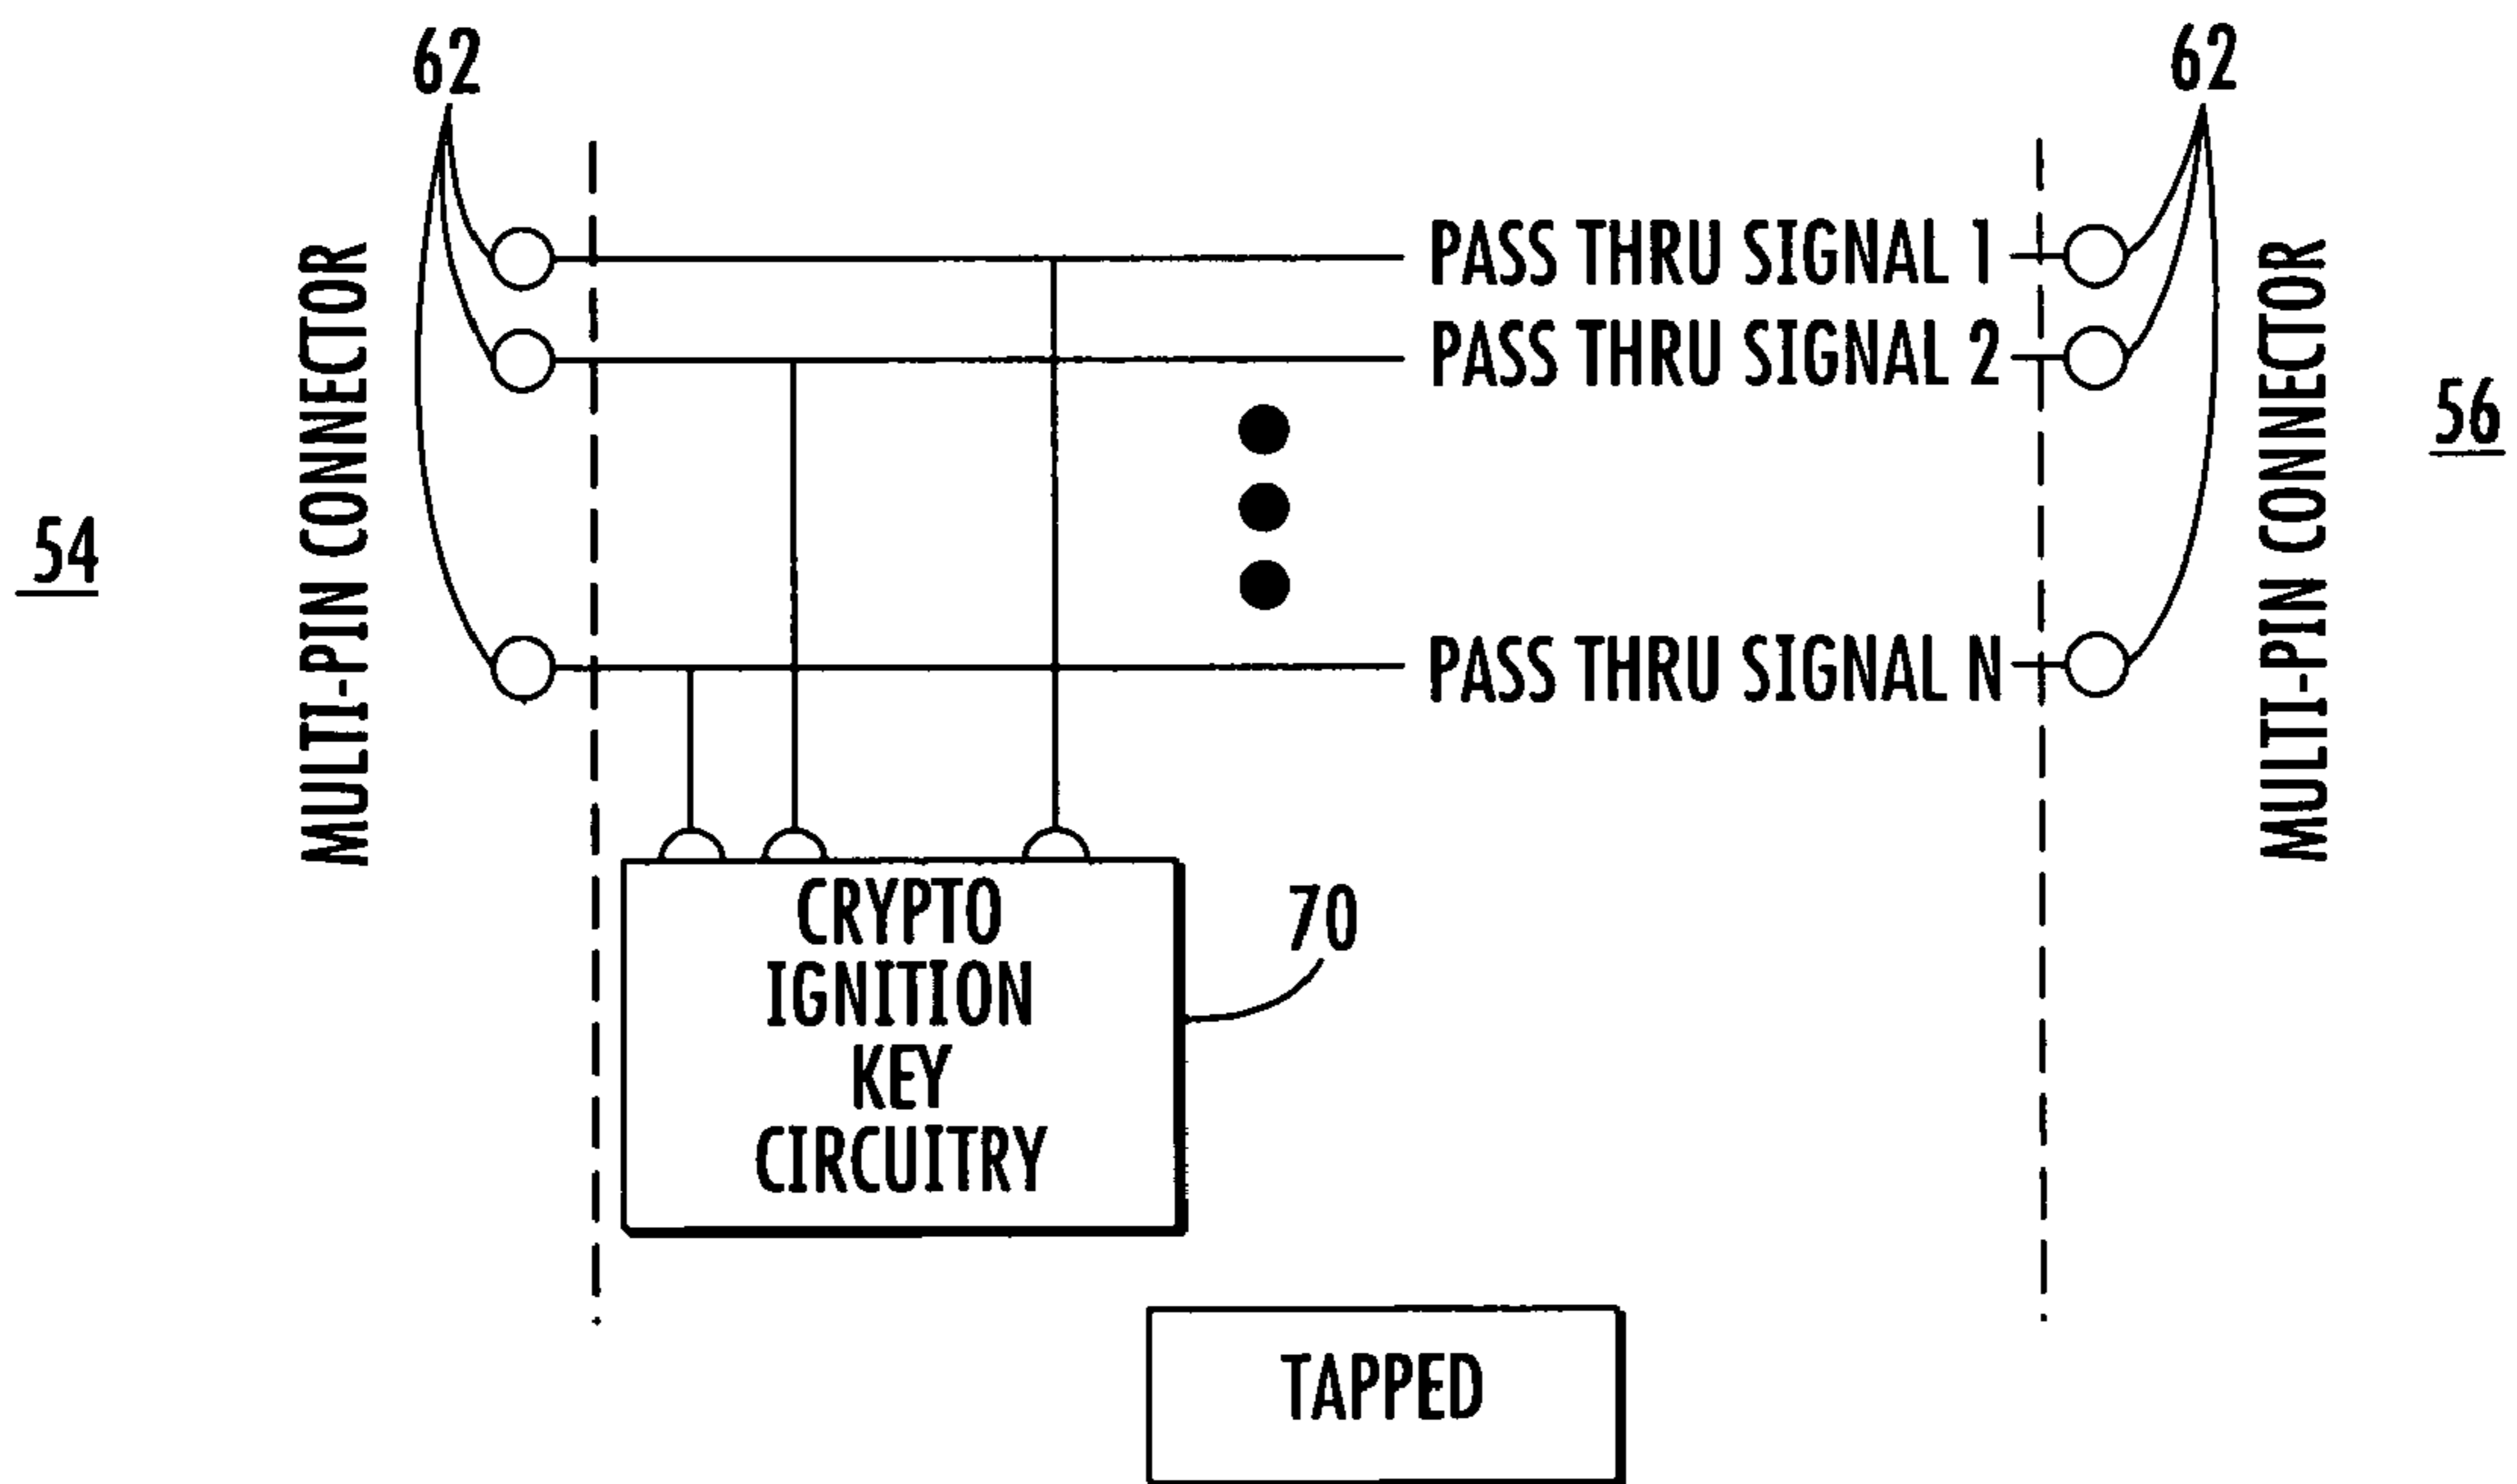 62
62
PASS THRU SIGNAL 1
PASS THRU SIGNAL 2
PASS THRU SIGNAL N
MULTI-PIN CONNECTOR
MULTI-PIN CONNECTOR
54
56
CRYPTO
IGNITION
KEY
CIRCUITRY
70
TAPPED